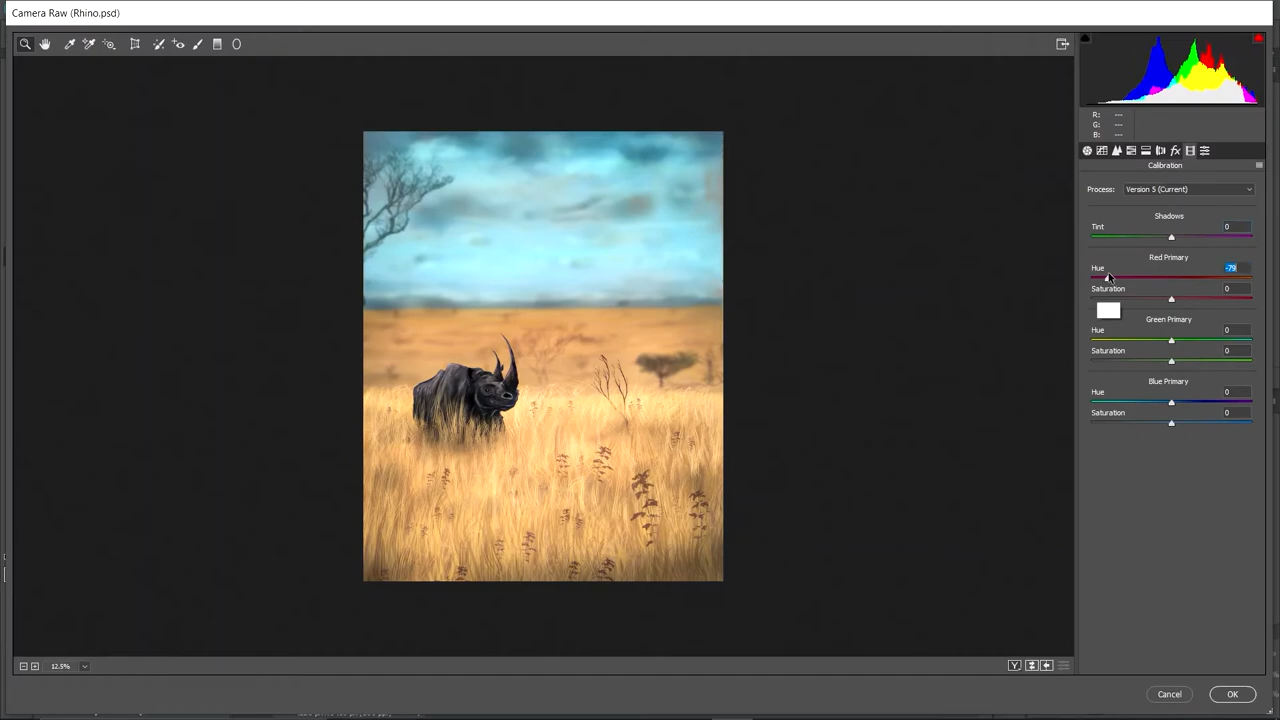 Camera Raw (Rhino.psd)
R: ---
G: ---
B: ---
fx
Calibration
Process: Version 5 (Current)
Shadows
Tint 0
Red Primary
Hue -79
Saturation 0
Green Primary
Hue 0
Saturation 0
Blue Primary
Hue 0
Saturation 0
12.5%
Y
Cancel OK